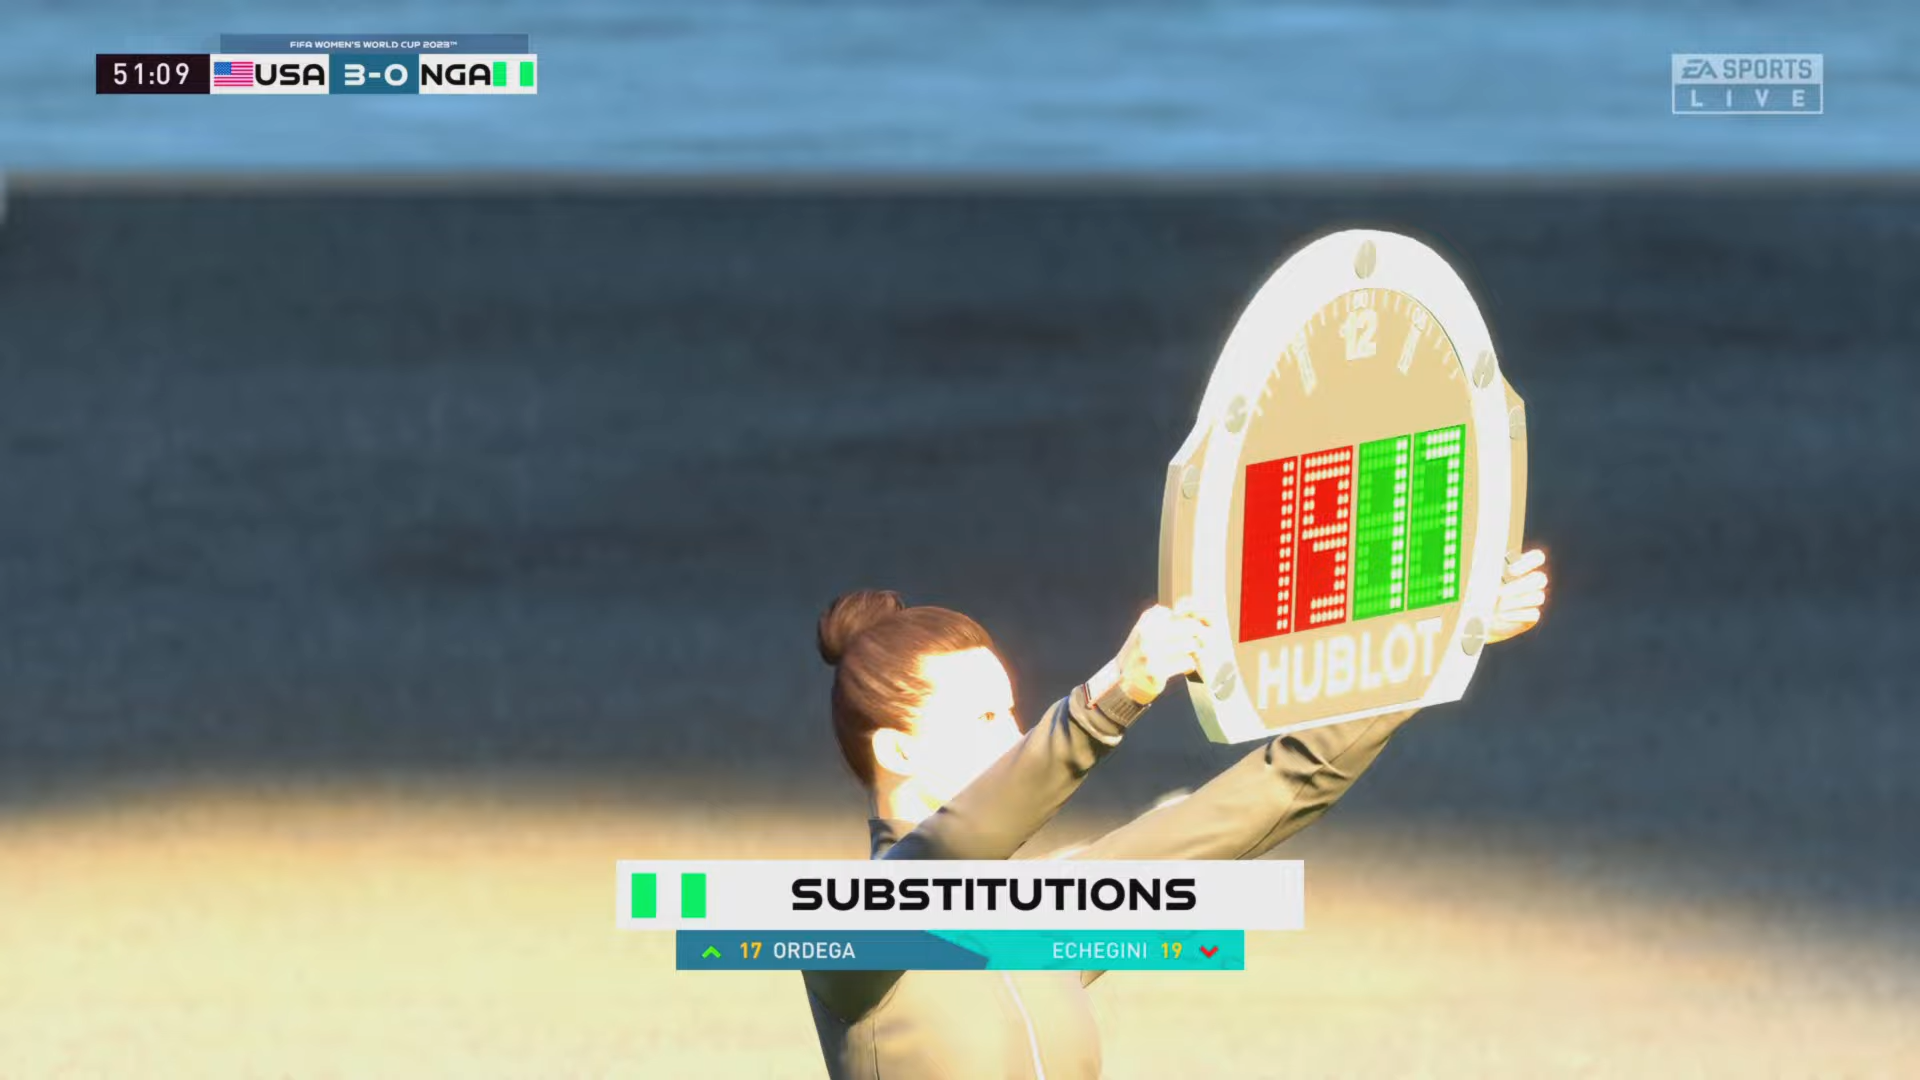 FIFA WOMEN'S WORLD CUP 2023™
51:09 USA 3-0 NGA
EA SPORTS
LIVE
12
19 17
HUBLOT
SUBSTITUTIONS
17 ORDEGA ECHEGINI 19